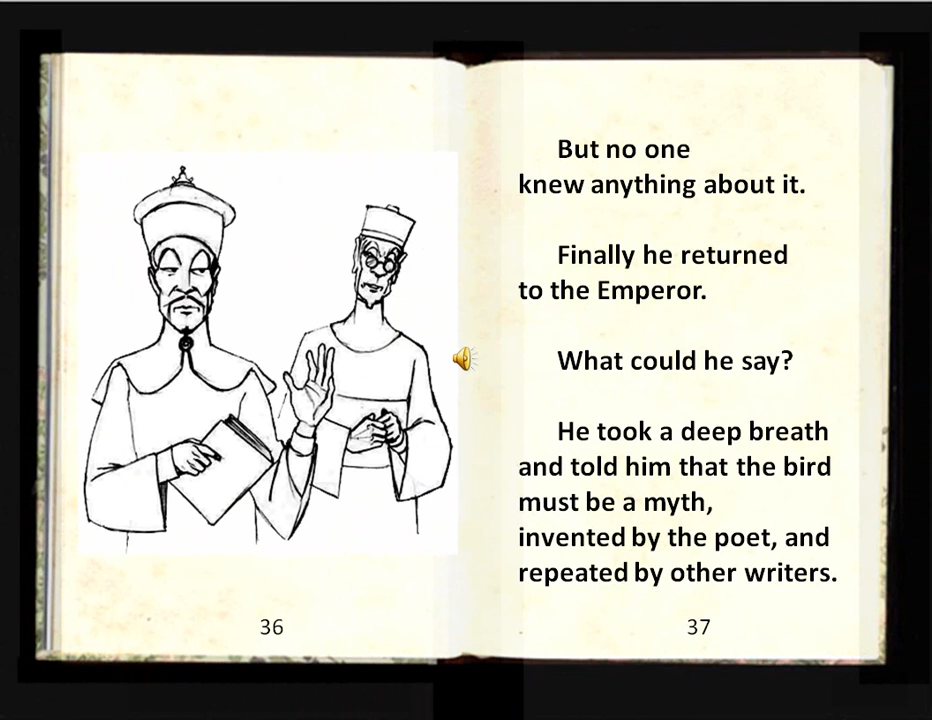 But no one
knew anything about it.
Finally he returned
to the Emperor.
What could he say?
He took a deep breath
and told him that the bird
must be a myth,
invented by the poet, and
repeated by other writers.
36
37